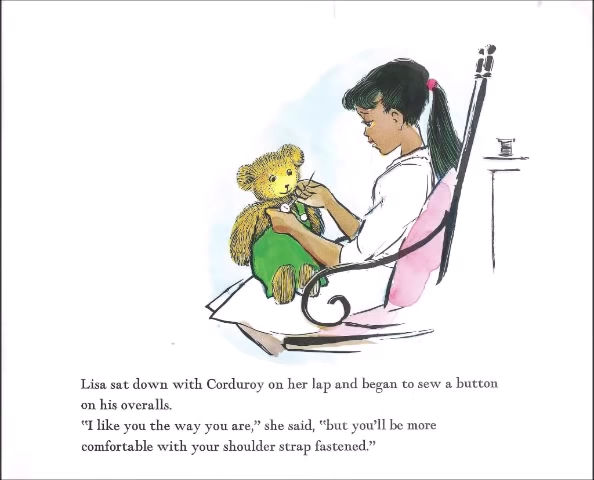 Lisa sat down with Corduroy on her lap and began to sew a button
on his overalls.
"I like you the way you are," she said, "but you'll be more
comfortable with your shoulder strap fastened."